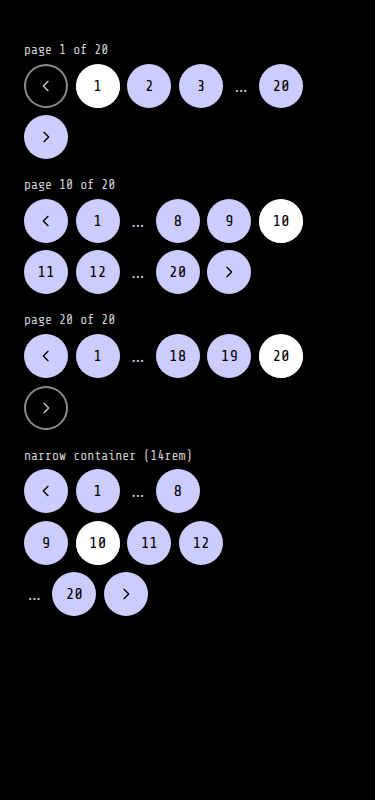 page 1 of 20
< 1 2 3 … 20
>
page 10 of 20
< 1 … 8 9 10
11 12 … 20 >
page 20 of 20
< 1 … 18 19 20
>
narrow container (14rem)
< 1 … 8
9 10 11 12
… 20 >